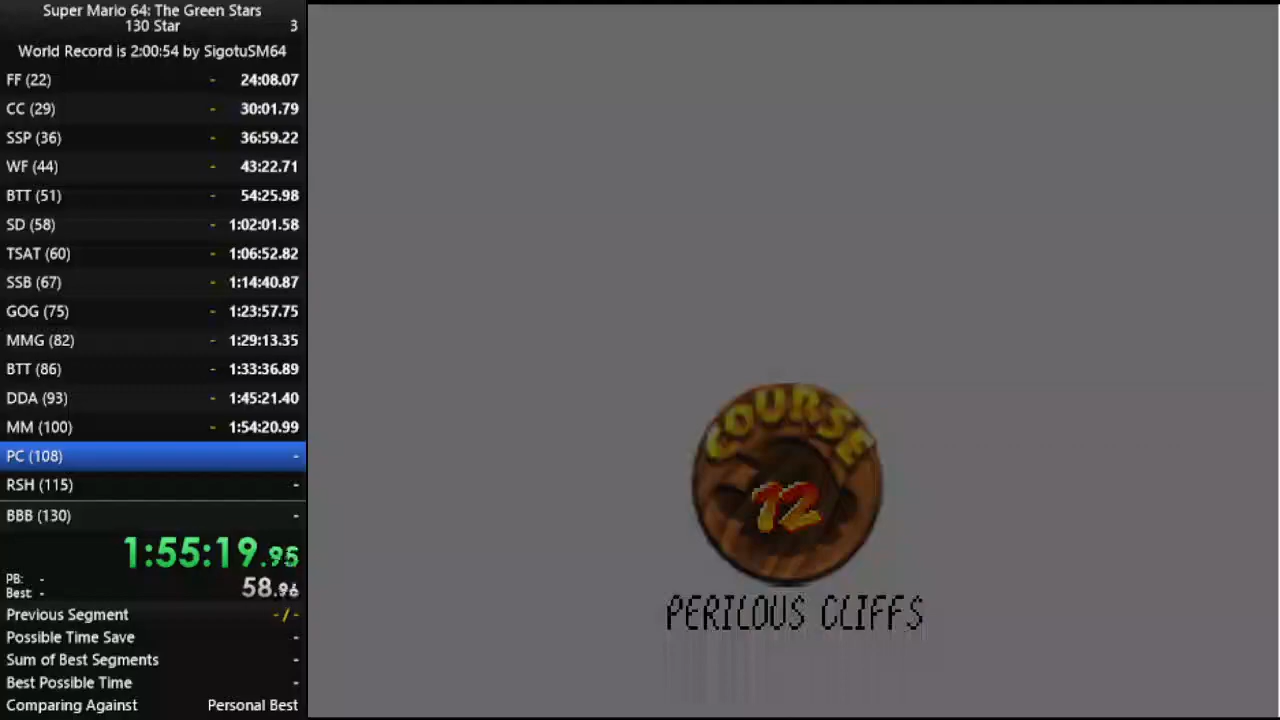 Super Mario 64: The Green Stars
130 Star 3
World Record is 2:00:54 by SigotuSM64
FF (22) - 24:08.07
CC (29) - 30:01.79
SSP (36) - 36:59.22
WF (44) - 43:22.71
BTT (51) - 54:25.98
SD (58) - 1:02:01.58
TSAT (60) - 1:06:52.82
SSB (67) - 1:14:40.87
GOG (75) - 1:23:57.75
MMG (82) - 1:29:13.35
BTT (86) - 1:33:36.89
DDA (93) - 1:45:21.40
MM (100) - 1:54:20.99
PC (108) -
RSH (115) -
BBB (130) -
1:55:19.95
PB: -
Best: - 58.96
Previous Segment -/-
Possible Time Save -
Sum of Best Segments -
Best Possible Time -
Comparing Against Personal Best
COURSE
12
PERILOUS CLIFFS